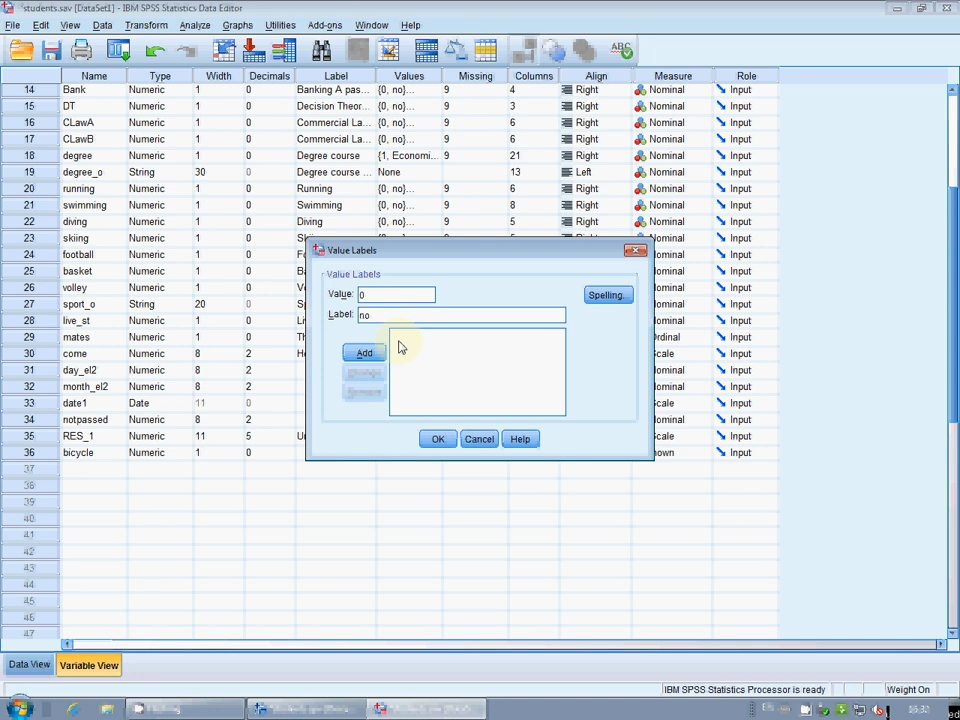 *students.sav [DataSet1] - IBM SPSS Statistics Data Editor
File Edit View Data Transform Analyze Graphs Utilities Add-ons Window Help
Name Type Width Decimals Label Values Missing Columns Align Measure Role
14 Bank Numeric 1 0 Banking A pas... {0, no}... 9 4 Right Nominal Input
15 DT Numeric 1 0 Decision Theor... {0, no}... 9 3 Right Nominal Input
16 CLawA Numeric 1 0 Commercial La... {0, no}... 9 6 Right Nominal Input
17 CLawB Numeric 1 0 Commercial La... {0, no}... 9 6 Right Nominal Input
18 degree Numeric 1 0 Degree course {1, Economi... 9 21 Right Nominal Input
19 degree_o String 30 0 Degree course ... None 13 Left Nominal Input
20 running Numeric 1 0 Running {0, no}... 9 6 Right Nominal Input
21 swimming Numeric 1 0 Swimming {0, no}... 9 8 Right Nominal Input
22 diving Numeric 1 0 Diving {0, no}... 9 5 Right Nominal Input
23 skiing Numeric 1 0 Nominal Input
24 football Numeric 1 0 Nominal Input
25 basket Numeric 1 0 Nominal Input
26 volley Numeric 1 0 Nominal Input
27 sport_o String 20 0 Nominal Input
28 live_st Numeric 1 0 Nominal Input
29 mates Numeric 1 0 Ordinal Input
30 come Numeric 8 2 Scale Input
31 day_el2 Numeric 8 2 Nominal Input
32 month_el2 Numeric 8 2 Nominal Input
33 date1 Date 11 0 Scale Input
34 notpassed Numeric 8 2 Nominal Input
35 RES_1 Numeric 11 5 Scale Input
36 bicycle Numeric 1 0 Input
37
38
39
40
41
42
43
44
45
46
47
Value Labels
Value Labels
Value: 0
Spelling...
Label: no
Add
Change
Remove
OK Cancel Help
Data View Variable View
IBM SPSS Statistics Processor is ready Weight On